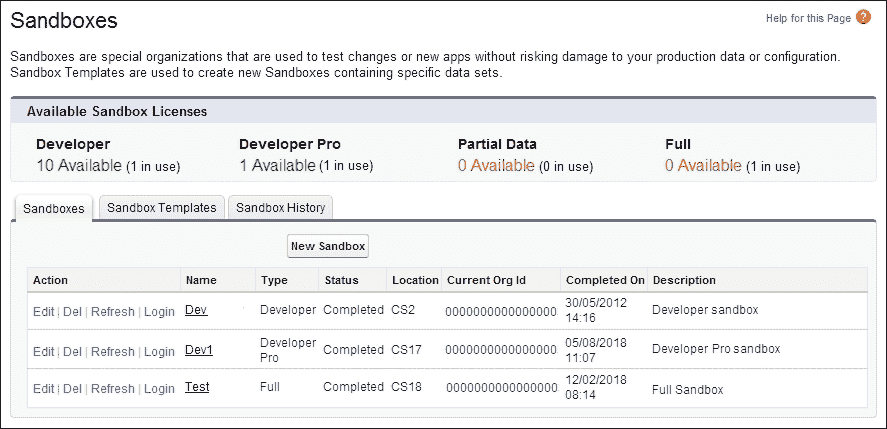 Sandboxes
Help for this Page ?
Sandboxes are special organizations that are used to test changes or new apps without risking damage to your production data or configuration.
Sandbox Templates are used to create new Sandboxes containing specific data sets.
Available Sandbox Licenses
Developer Developer Pro Partial Data Full
10 Available (1 in use) 1 Available (1 in use) 0 Available (0 in use) 0 Available (1 in use)
Sandboxes Sandbox Templates Sandbox History
New Sandbox
Action Name Type Status Location Current Org Id Completed On Description
Edit | Del | Refresh | Login Dev Developer Completed CS2 000000000000000000 30/05/2012 14:16 Developer sandbox
Edit | Del | Refresh | Login Dev1 Developer Pro Completed CS17 000000000000000002 05/08/2018 11:07 Developer Pro sandbox
Edit | Del | Refresh | Login Test Full Completed CS18 000000000000000003 12/02/2018 08:14 Full Sandbox